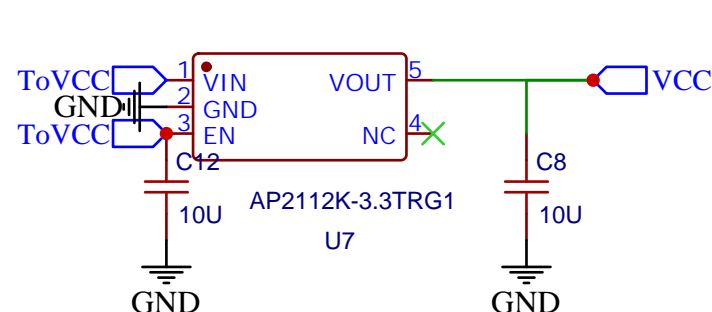 ToVCC 1 VIN VOUT 5 VCC
GND 2 GND
ToVCC 3 EN NC 4
C12 C8
10U AP2112K-3.3TRG1 10U
U7
GND GND